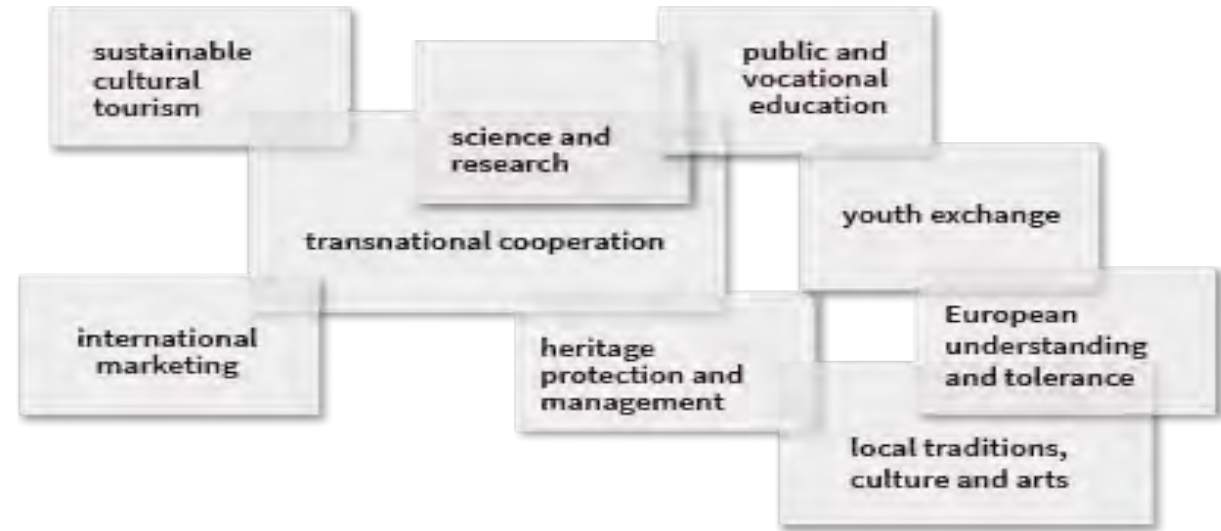 sustainable
cultural
tourism
public and
vocational
education
science and
research
youth exchange
transnational cooperation
international
marketing
heritage
protection and
management
European
understanding
and tolerance
local traditions,
culture and arts